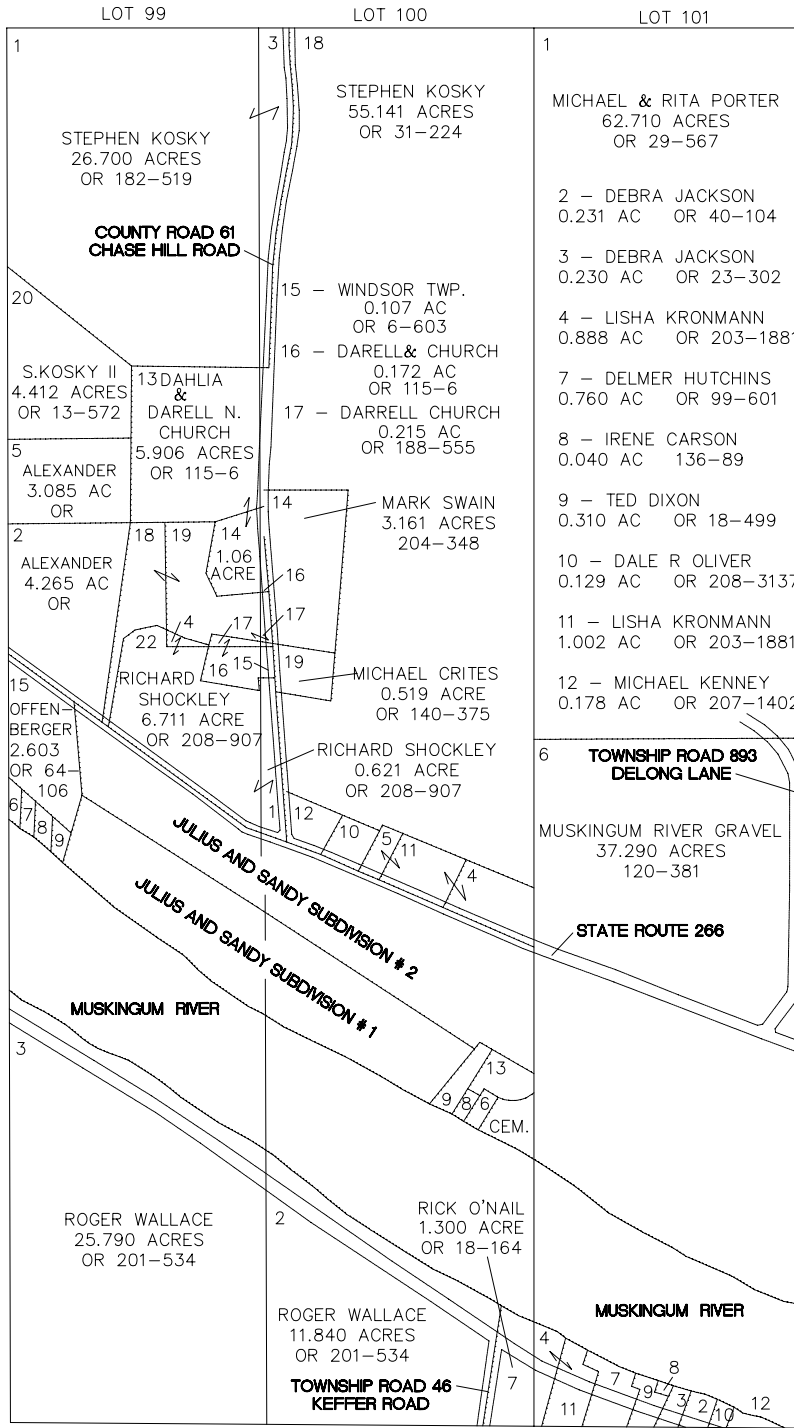 LOT 99
LOT 100
LOT 101
1
STEPHEN KOSKY
26.700 ACRES
OR 182-519
COUNTY ROAD 61
CHASE HILL ROAD
3
18
STEPHEN KOSKY
55.141 ACRES
OR 31-224
15 - WINDSOR TWP.
0.107 AC
OR 6-603
16 - DARELL& CHURCH
0.172 AC
OR 115-6
17 - DARRELL CHURCH
0.215 AC
OR 188-555
20
S.KOSKY II
4.412 ACRES
OR 13-572
13 DAHLIA
&
DARELL N.
CHURCH
5.906 ACRES
OR 115-6
5
ALEXANDER
3.085 AC
OR
2
ALEXANDER
4.265 AC
OR
18
19
14
1.06
ACRE
14
MARK SWAIN
3.161 ACRES
204-348
16
17
4
17
22
16
15
19
MICHAEL CRITES
0.519 ACRE
OR 140-375
RICHARD
SHOCKLEY
6.711 ACRE
OR 208-907
RICHARD SHOCKLEY
0.621 ACRE
OR 208-907
15
OFFEN-
BERGER
2.603
OR 64-
106
6
7
8
9
1
12
10
5
11
4
JULIUS AND SANDY SUBDIVISION # 2
JULIUS AND SANDY SUBDIVISION # 1
MUSKINGUM RIVER
13
9
8
6
CEM.
3
ROGER WALLACE
25.790 ACRES
OR 201-534
2
RICK O'NAIL
1.300 ACRE
OR 18-164
ROGER WALLACE
11.840 ACRES
OR 201-534
TOWNSHIP ROAD 46
KEFFER ROAD
7
1
MICHAEL & RITA PORTER
62.710 ACRES
OR 29-567
2 - DEBRA JACKSON
0.231 AC OR 40-104
3 - DEBRA JACKSON
0.230 AC OR 23-302
4 - LISHA KRONMANN
0.888 AC OR 203-1881
7 - DELMER HUTCHINS
0.760 AC OR 99-601
8 - IRENE CARSON
0.040 AC 136-89
9 - TED DIXON
0.310 AC OR 18-499
10 - DALE R OLIVER
0.129 AC OR 208-3137
11 - LISHA KRONMANN
1.002 AC OR 203-1881
12 - MICHAEL KENNEY
0.178 AC OR 207-1402
6
TOWNSHIP ROAD 893
DELONG LANE
MUSKINGUM RIVER GRAVEL
37.290 ACRES
120-381
STATE ROUTE 266
MUSKINGUM RIVER
4
11
7
9
8
3
2
10
12